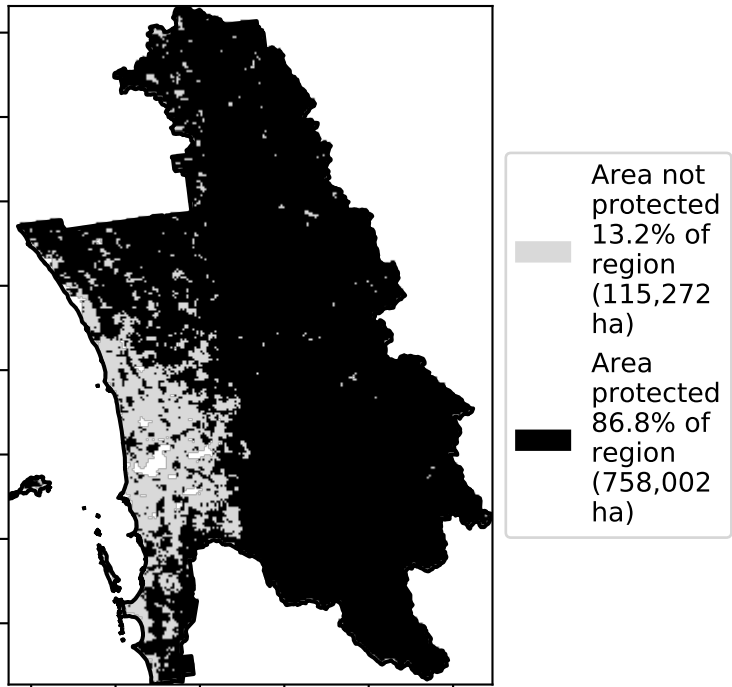 Area not
protected
13.2% of
region
(115,272
ha)
Area
protected
86.8% of
region
(758,002
ha)